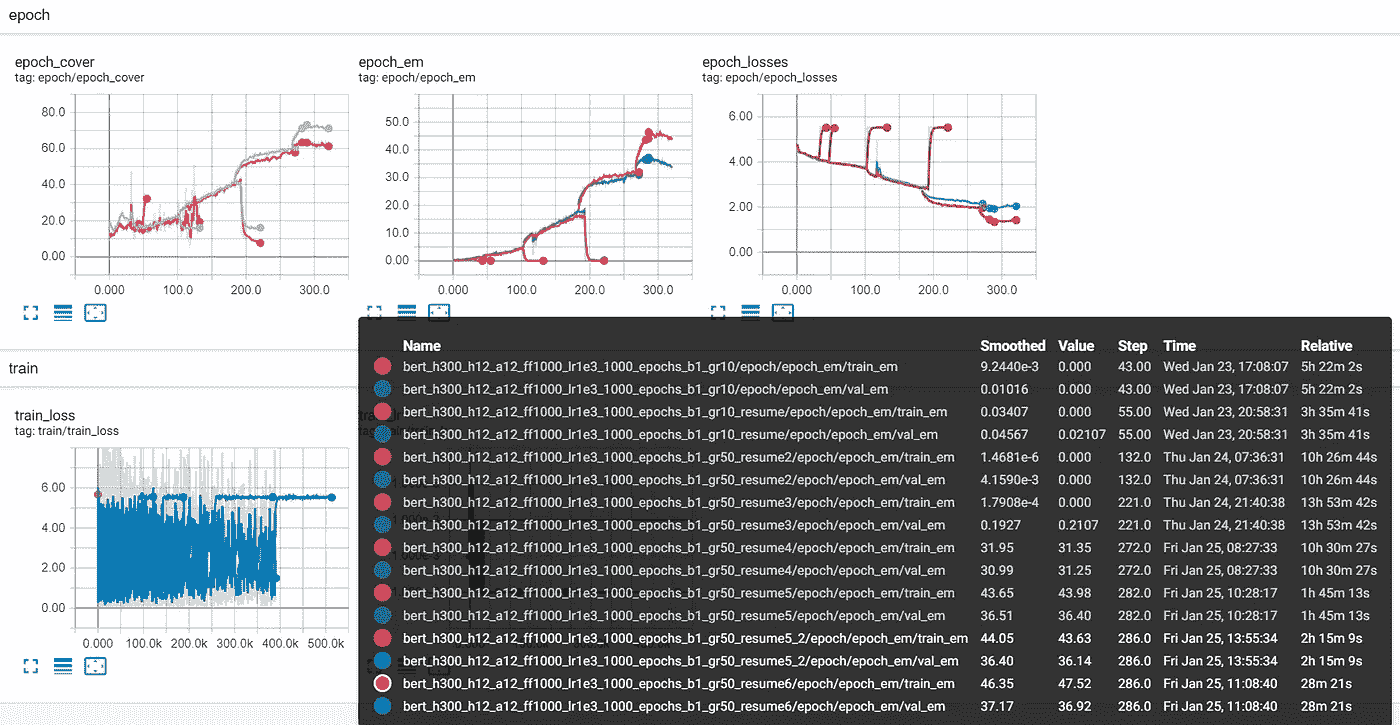 epoch
epoch_cover
tag: epoch/epoch_cover
80.0
60.0
40.0
20.0
0.00
0.000 100.0 200.0 300.0
epoch_em
tag: epoch/epoch_em
50.0
40.0
30.0
20.0
10.0
0.00
0.000 100.0 200.0 300.0
epoch_losses
tag: epoch/epoch_losses
6.00
4.00
2.00
0.00
0.000 100.0 200.0 300.0
train
train_loss
tag: train/train_loss
6.00
4.00
2.00
0.00
0.000 100.0k 200.0k 300.0k 400.0k 500.0k
Name Smoothed Value Step Time Relative
bert_h300_h12_a12_ff1000_lr1e3_1000_epochs_b1_gr10/epoch/epoch_em/train_em 9.2440e-3 0.000 43.00 Wed Jan 23, 17:08:07 5h 22m 2s
bert_h300_h12_a12_ff1000_lr1e3_1000_epochs_b1_gr10/epoch/epoch_em/val_em 0.01016 0.000 43.00 Wed Jan 23, 17:08:07 5h 22m 2s
bert_h300_h12_a12_ff1000_lr1e3_1000_epochs_b1_gr10_resume/epoch/epoch_em/train_em 0.03407 0.000 55.00 Wed Jan 23, 20:58:31 3h 35m 41s
bert_h300_h12_a12_ff1000_lr1e3_1000_epochs_b1_gr10_resume/epoch/epoch_em/val_em 0.04567 0.02107 55.00 Wed Jan 23, 20:58:31 3h 35m 41s
bert_h300_h12_a12_ff1000_lr1e3_1000_epochs_b1_gr50_resume2/epoch/epoch_em/train_em 1.4681e-6 0.000 132.0 Thu Jan 24, 07:36:31 10h 26m 44s
bert_h300_h12_a12_ff1000_lr1e3_1000_epochs_b1_gr50_resume2/epoch/epoch_em/val_em 4.1590e-3 0.000 132.0 Thu Jan 24, 07:36:31 10h 26m 44s
bert_h300_h12_a12_ff1000_lr1e3_1000_epochs_b1_gr50_resume3/epoch/epoch_em/train_em 1.7908e-4 0.000 221.0 Thu Jan 24, 21:40:38 13h 53m 42s
bert_h300_h12_a12_ff1000_lr1e3_1000_epochs_b1_gr50_resume3/epoch/epoch_em/val_em 0.1927 0.2107 221.0 Thu Jan 24, 21:40:38 13h 53m 42s
bert_h300_h12_a12_ff1000_lr1e3_1000_epochs_b1_gr50_resume4/epoch/epoch_em/train_em 31.95 31.35 272.0 Fri Jan 25, 08:27:33 10h 30m 27s
bert_h300_h12_a12_ff1000_lr1e3_1000_epochs_b1_gr50_resume4/epoch/epoch_em/val_em 30.99 31.25 272.0 Fri Jan 25, 08:27:33 10h 30m 27s
bert_h300_h12_a12_ff1000_lr1e3_1000_epochs_b1_gr50_resume5/epoch/epoch_em/train_em 43.65 43.98 282.0 Fri Jan 25, 10:28:17 1h 45m 13s
bert_h300_h12_a12_ff1000_lr1e3_1000_epochs_b1_gr50_resume5/epoch/epoch_em/val_em 36.51 36.40 282.0 Fri Jan 25, 10:28:17 1h 45m 13s
bert_h300_h12_a12_ff1000_lr1e3_1000_epochs_b1_gr50_resume5_2/epoch/epoch_em/train_em 44.05 43.63 286.0 Fri Jan 25, 13:55:34 2h 15m 9s
bert_h300_h12_a12_ff1000_lr1e3_1000_epochs_b1_gr50_resume5_2/epoch/epoch_em/val_em 36.40 36.14 286.0 Fri Jan 25, 13:55:34 2h 15m 9s
bert_h300_h12_a12_ff1000_lr1e3_1000_epochs_b1_gr50_resume6/epoch/epoch_em/train_em 46.35 47.52 286.0 Fri Jan 25, 11:08:40 28m 21s
bert_h300_h12_a12_ff1000_lr1e3_1000_epochs_b1_gr50_resume6/epoch/epoch_em/val_em 37.17 36.92 286.0 Fri Jan 25, 11:08:40 28m 21s